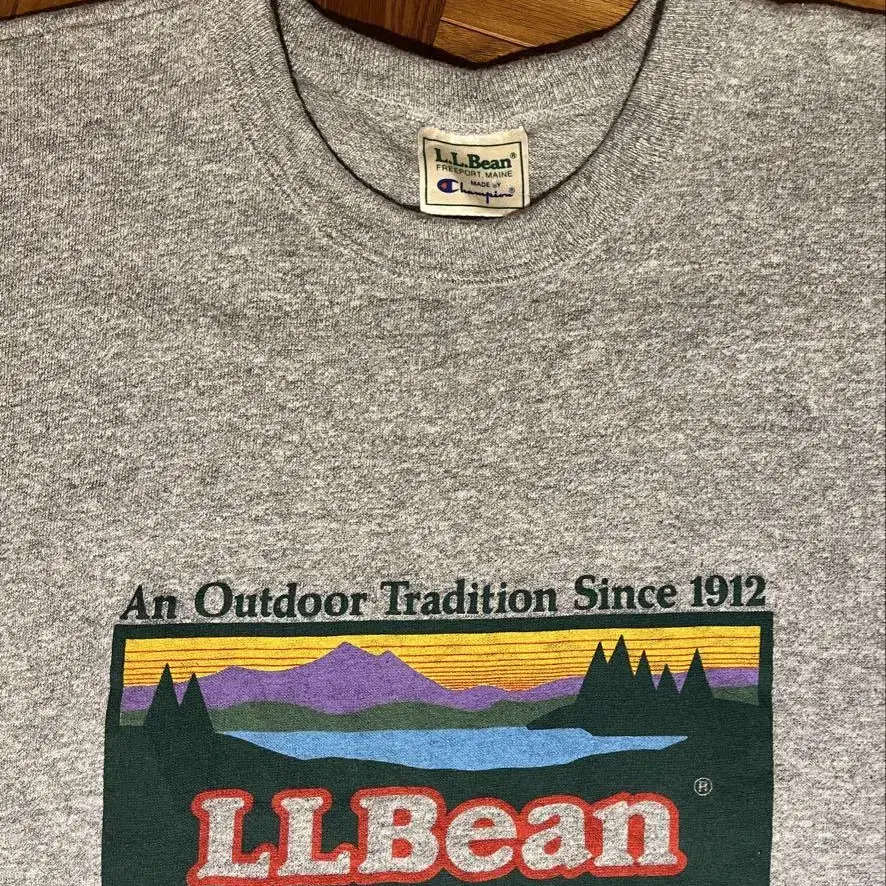 L.L.Bean®
FREEPORT, MAINE
MADE BY
Champion®
An Outdoor Tradition Since 1912
®
LLBean